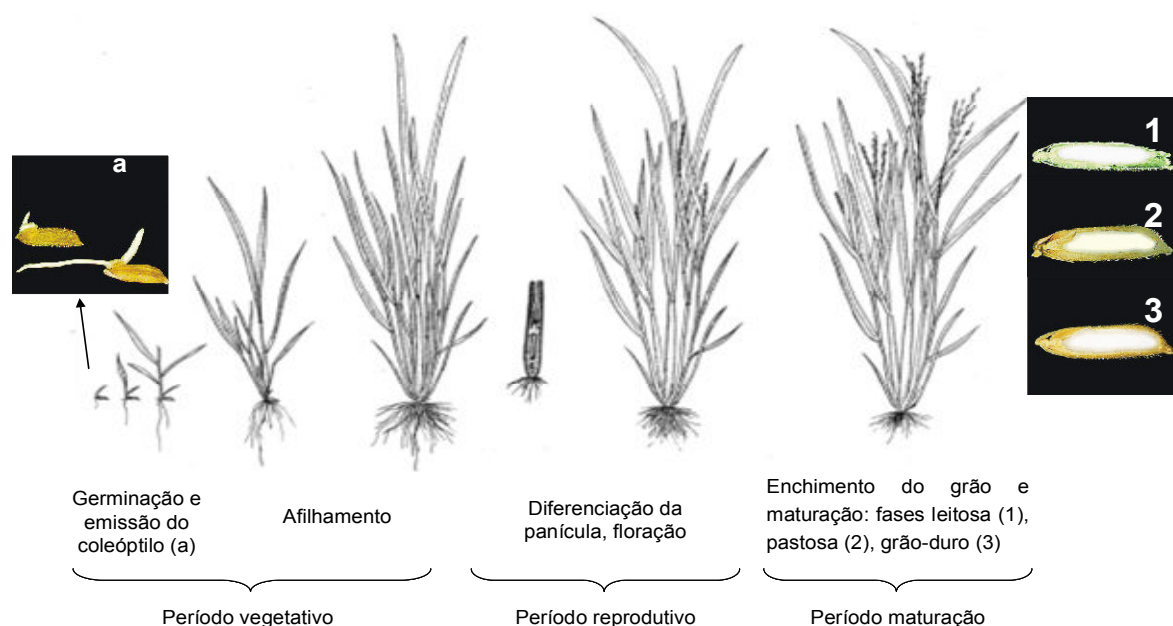 a
1
2
3
Germinação e
emissão do
coleóptilo (a)
Afilhamento
Diferenciação da
panícula, floração
Enchimento do grão e
maturação: fases leitosa (1),
pastosa (2), grão-duro (3)
Período vegetativo
Período reprodutivo
Período maturação